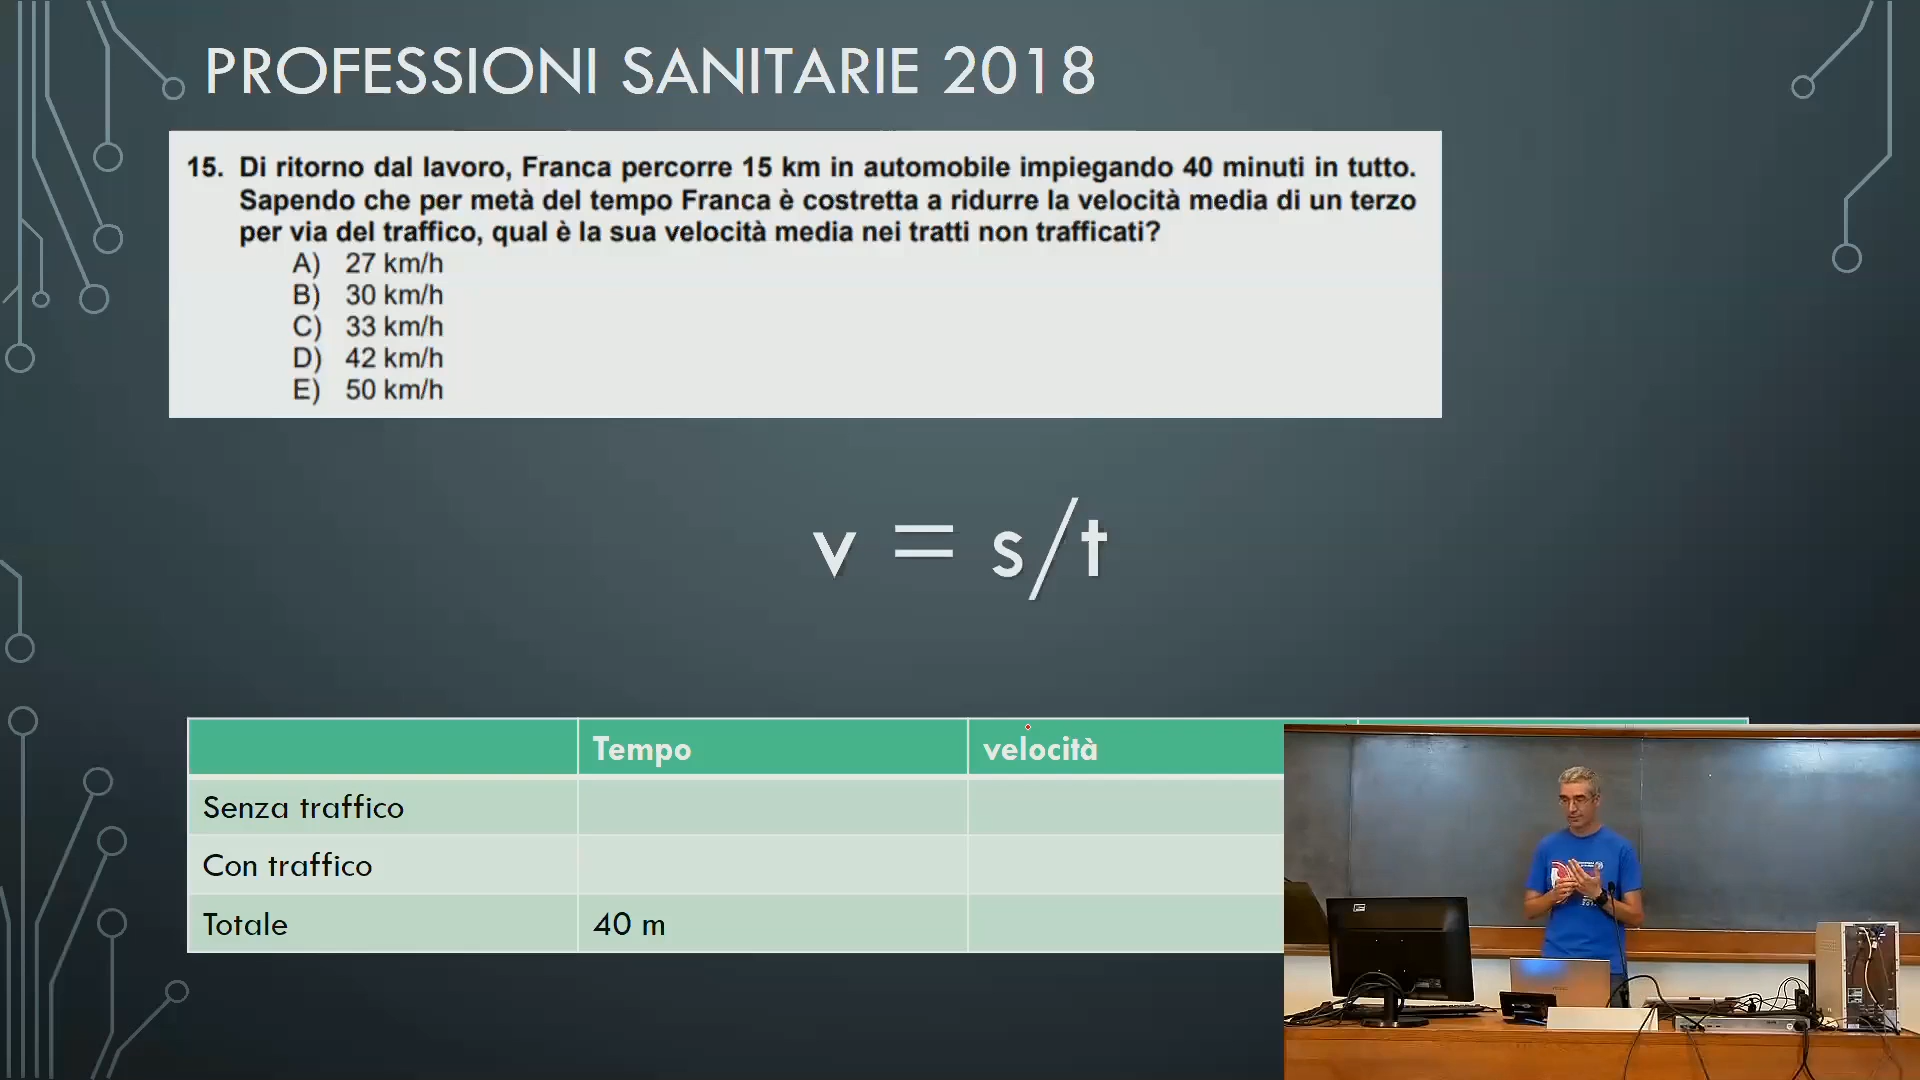 PROFESSIONI SANITARIE 2018
15. Di ritorno dal lavoro, Franca percorre 15 km in automobile impiegando 40 minuti in tutto.
Sapendo che per metà del tempo Franca è costretta a ridurre la velocità media di un terzo
per via del traffico, qual è la sua velocità media nei tratti non trafficati?
A) 27 km/h
B) 30 km/h
C) 33 km/h
D) 42 km/h
E) 50 km/h
v = s/t
Tempo velocità
Senza traffico
Con traffico
Totale 40 m